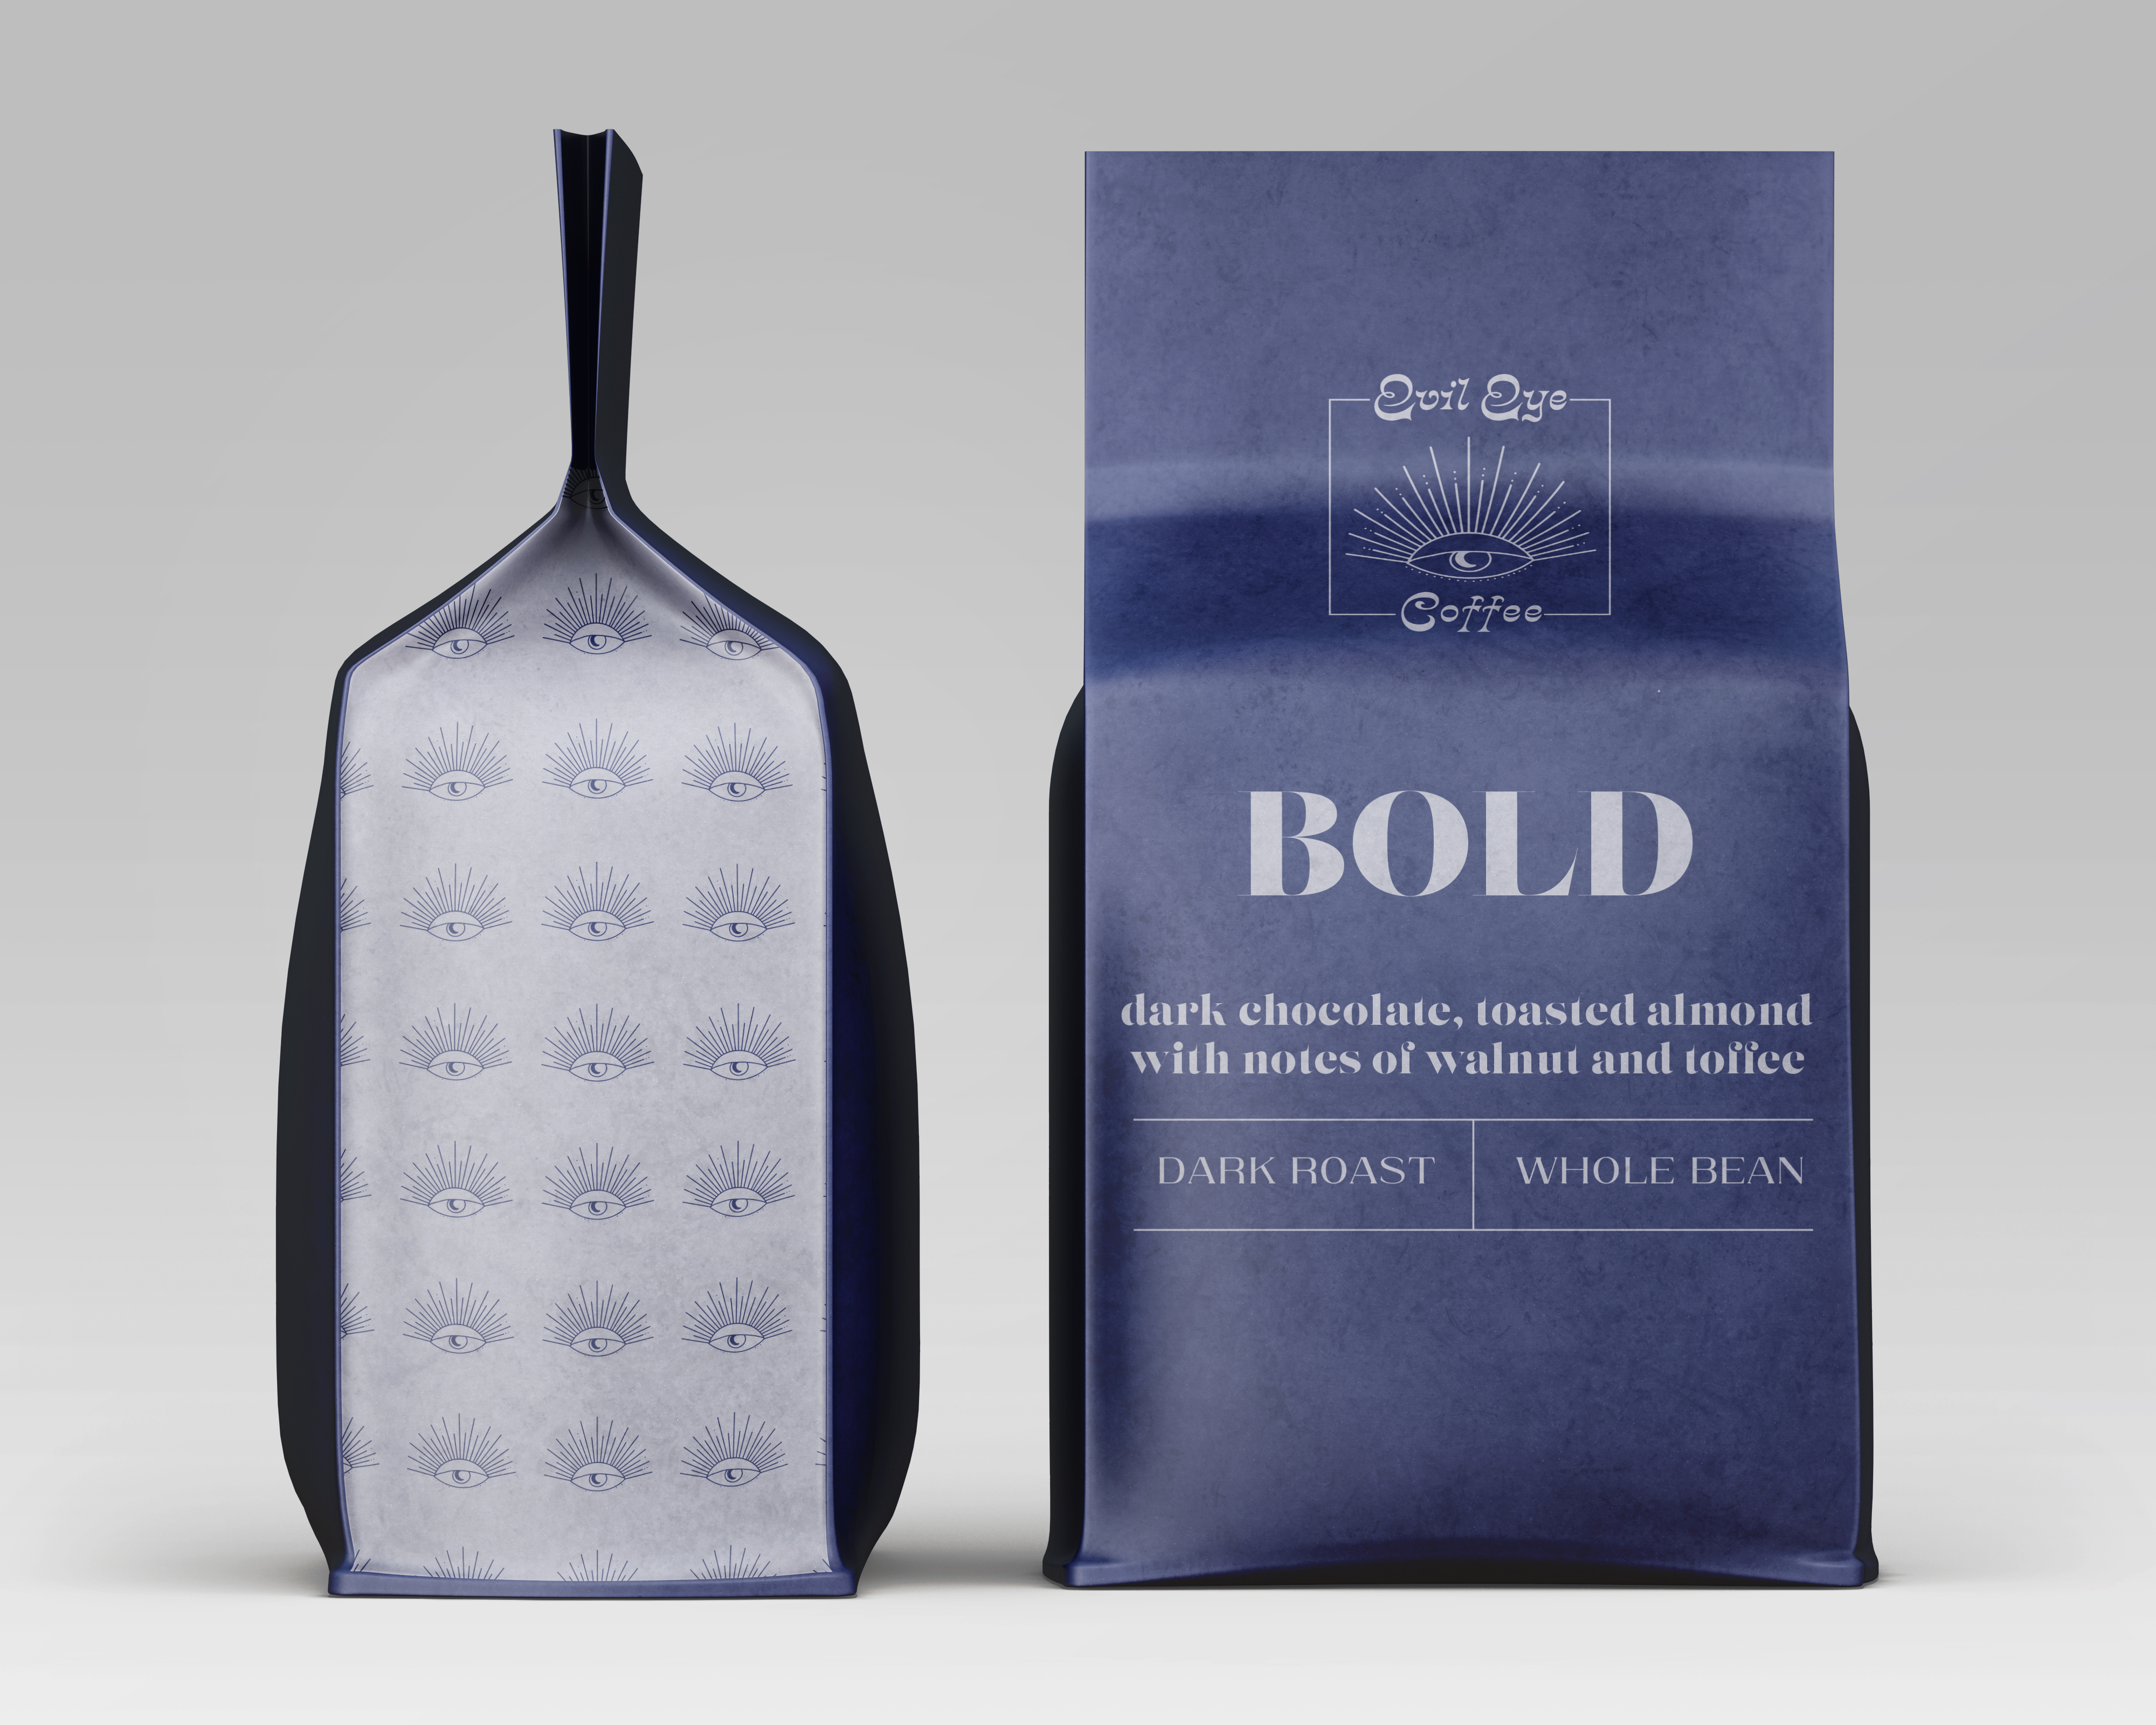 Evil Eye
Coffee
BOLD
dark chocolate, toasted almond
with notes of walnut and toffee
DARK ROAST
WHOLE BEAN